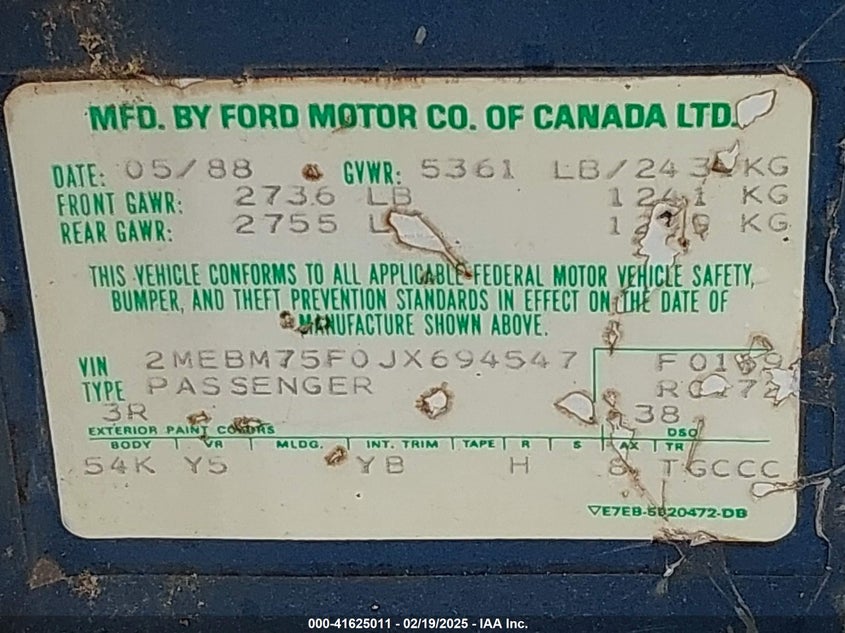 MFD. BY FORD MOTOR CO. OF CANADA LTD.
DATE: 05/88 GVWR: 5361 LB/243 KG
FRONT GAWR: 2736 LB 1241 KG
REAR GAWR: 2755 KG
THIS VEHICLE CONFORMS TO ALL APPLICABLE FEDERAL MOTOR VEHICLE SAFETY,
BUMPER, AND THEFT PREVENTION STANDARDS IN EFFECT ON THE DATE OF
MANUFACTURE SHOWN ABOVE.
VIN 2MEBM75F0JX694547
TYPE PASSENGER
3R 38
EXTERIOR PAINT COLORS DSO
BODY VR MLDG. INT. TRIM TAPE R S AX TR
54K Y5 YB H 8 T GCCC
▽E7EB-5820472-DB
000-41625011 - 02/19/2025 - IAA Inc.